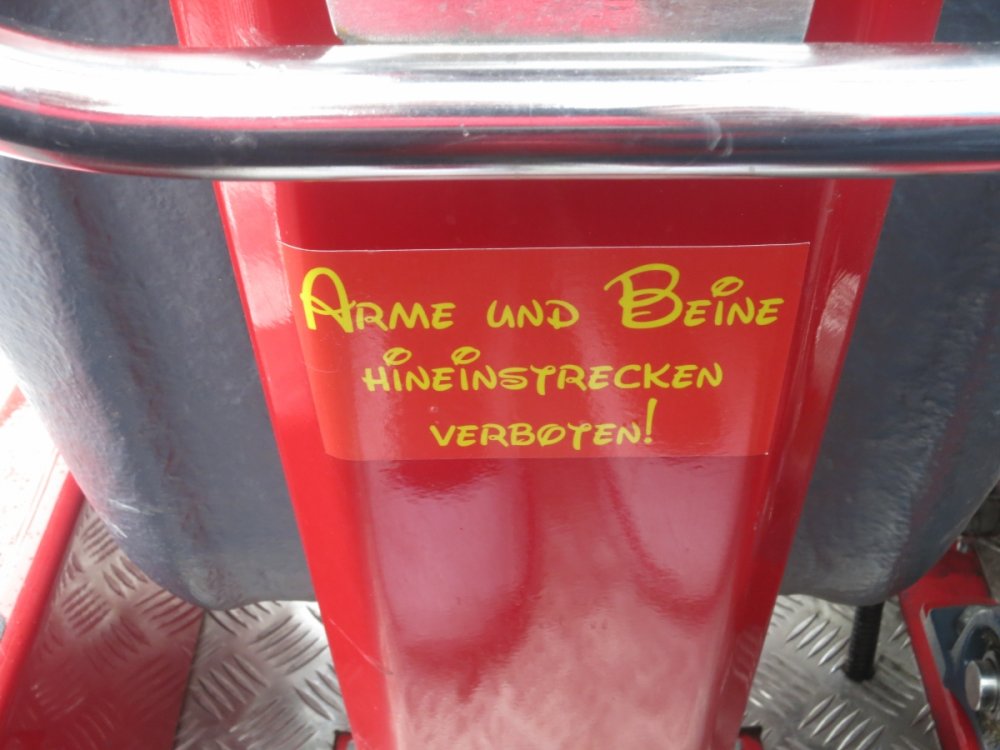 Arme und Beine
hineinstrecken
verboten!